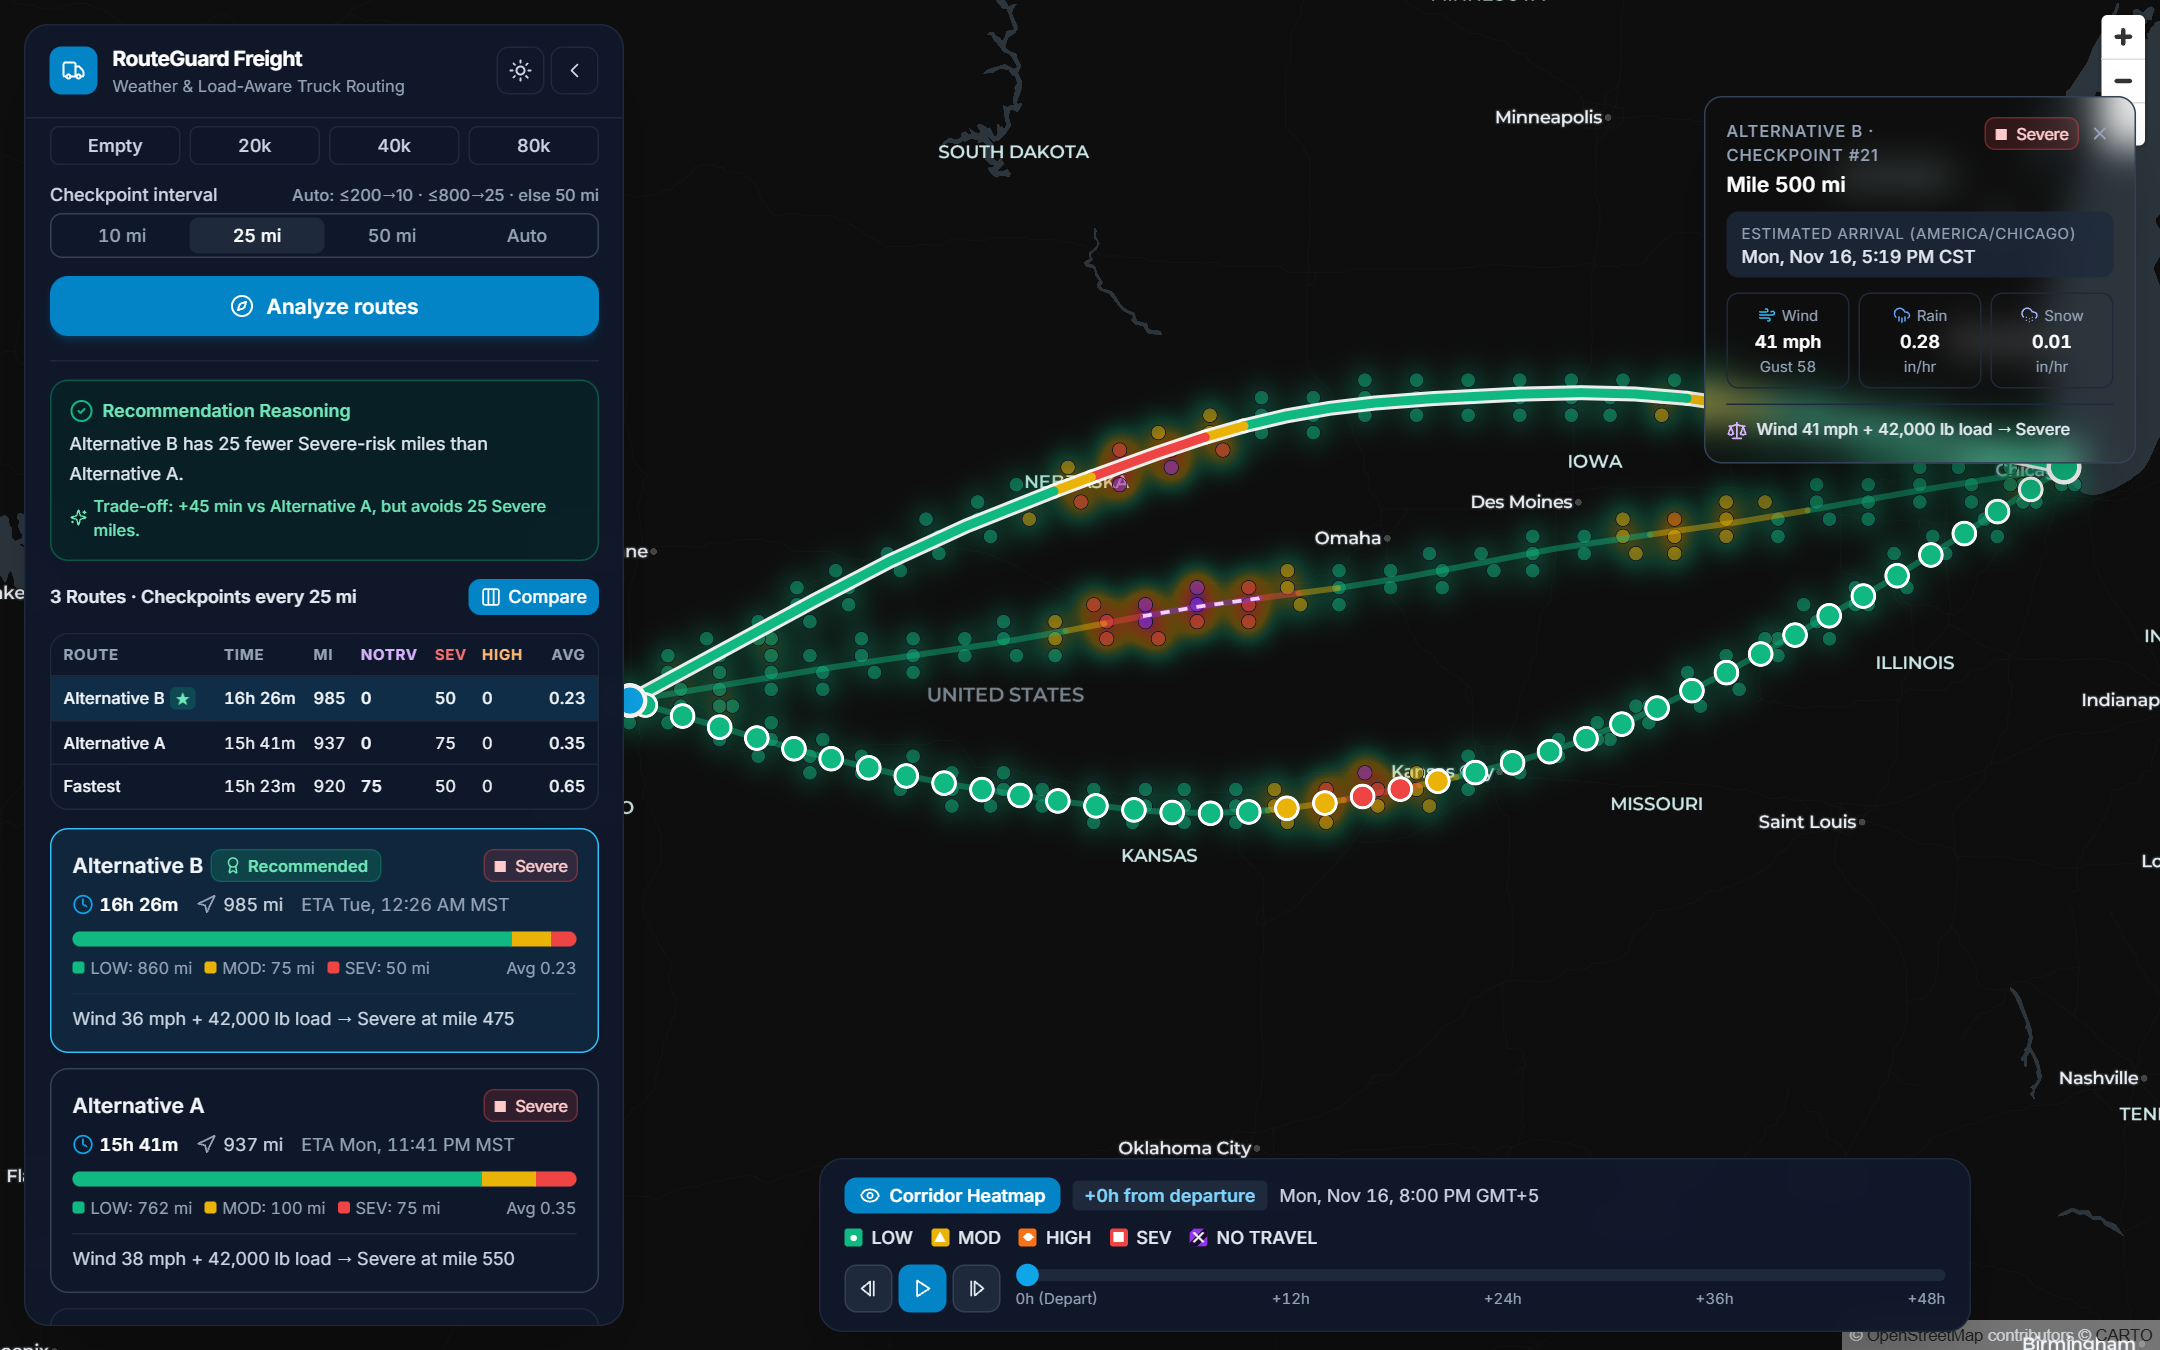 RouteGuard Freight
Weather & Load-Aware Truck Routing
Empty
20k
40k
80k
Checkpoint interval
Auto: ≤200→10 · ≤800→25 · else 50 mi
10 mi
25 mi
50 mi
Auto
Analyze routes
Recommendation Reasoning
Alternative B has 25 fewer Severe-risk miles than
Alternative A.
Trade-off: +45 min vs Alternative A, but avoids 25 Severe
miles.
3 Routes · Checkpoints every 25 mi
Compare
ROUTE TIME MI NOTRV SEV HIGH AVG
Alternative B ★ 16h 26m 985 0 50 0 0.23
Alternative A 15h 41m 937 0 75 0 0.35
Fastest 15h 23m 920 75 50 0 0.65
Alternative B
Recommended
Severe
16h 26m 985 mi ETA Tue, 12:26 AM MST
LOW: 860 mi MOD: 75 mi SEV: 50 mi Avg 0.23
Wind 36 mph + 42,000 lb load → Severe at mile 475
Alternative A
Severe
15h 41m 937 mi ETA Mon, 11:41 PM MST
LOW: 762 mi MOD: 100 mi SEV: 75 mi Avg 0.35
Wind 38 mph + 42,000 lb load → Severe at mile 550
Minneapolis
SOUTH DAKOTA
NEBRASKA
IOWA
Des Moines
Omaha
UNITED STATES
ILLINOIS
Indianap
Kansas City
MISSOURI
Saint Louis
KANSAS
Nashville
TEN
Oklahoma City
Birmingham
+
−
ALTERNATIVE B ·
CHECKPOINT #21
Severe
Mile 500 mi
ESTIMATED ARRIVAL (AMERICA/CHICAGO)
Mon, Nov 16, 5:19 PM CST
Wind
41 mph
Gust 58
Rain
0.28
in/hr
Snow
0.01
in/hr
Wind 41 mph + 42,000 lb load → Severe
Chica
Corridor Heatmap
+0h from departure
Mon, Nov 16, 8:00 PM GMT+5
LOW MOD HIGH SEV NO TRAVEL
0h (Depart) +12h +24h +36h +48h
© OpenStreetMap contributors © CARTO